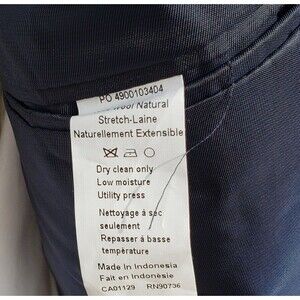 PO 4900103404
Wool Natural
Stretch-Laine
Naturellement Extensible
Dry clean only
Low moisture
Utility press
Nettoyage à sec
seulement
Repasser à basse
température
Made in Indonesia
Fait en Indonésie
CA01129 RN90736